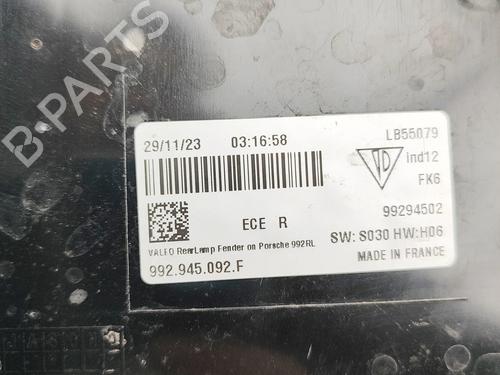 B-PARTS
29/11/23 03:16:58 LB55079
ind12
FK6
ECE R 99294502
VALEO RearLamp Fender on Porsche 992RL SW: S030 HW:H06
992.945.092.F MADE IN FRANCE